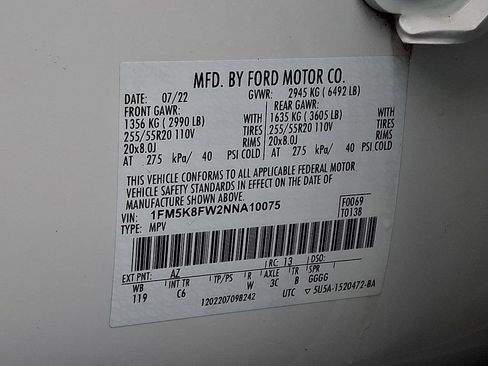 MFD. BY FORD MOTOR CO.
DATE: 07/22 GVWR: 2945 KG ( 6492 LB)
FRONT GAWR: REAR GAWR:
1356 KG ( 2990 LB) WITH 1635 KG ( 3605 LB) WITH
255/55R20 110V TIRES 255/55R20 110V TIRES
20x8.0J RIMS 20x8.0J RIMS
AT 275 kPa/ 40 PSI COLD AT 275 kPa/ 40 PSI COLD
THIS VEHICLE CONFORMS TO ALL APPLICABLE FEDERAL MOTOR
VEHICLE SAFETY STANDARDS IN EFFECT ON THE DATE OF
MANUFACTURE SHOWN ABOVE.
VIN: 1FM5K8FW2NNA10075 F0069
TYPE: MPV T0138
EXT PNT: AZ RC: 13 DSO:
WB INT TR TP/PS R AXLE TR SPR
119 C6 W 3C B GGGG
1202207098242 UTC ▽5U5A-1520472-BA